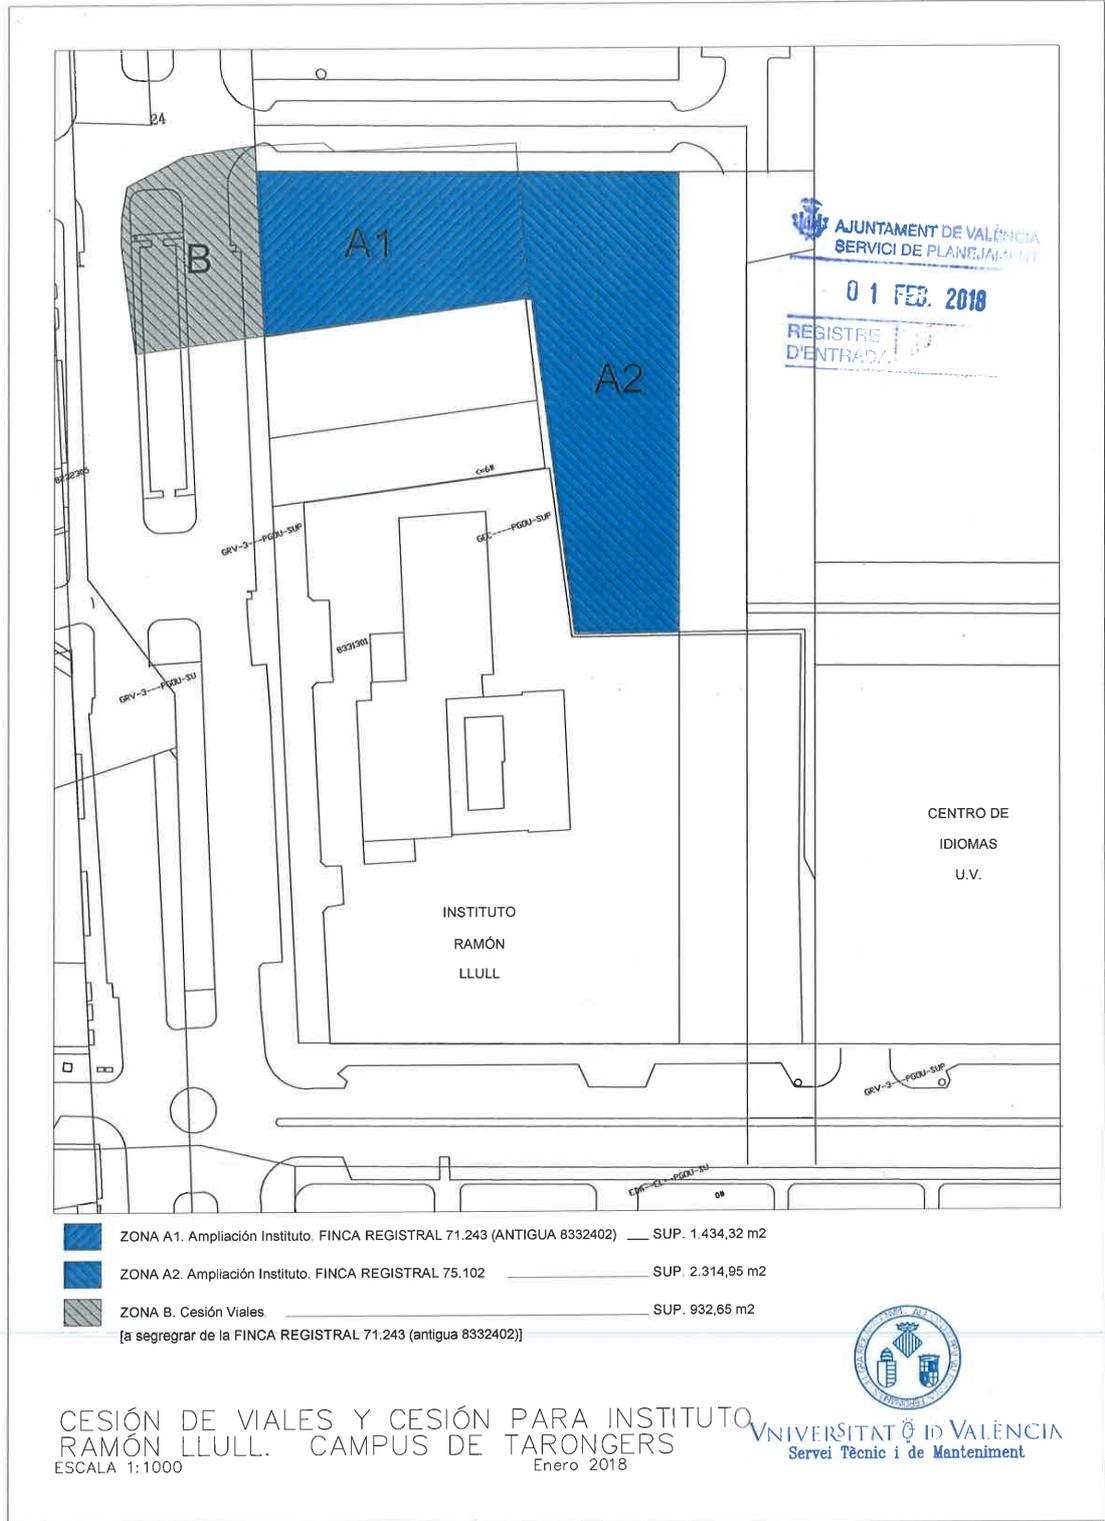 24
B
A1
A2
AJUNTAMENT DE VALÈNCIA
SERVICI DE PLANEJAMENT
01 FEB. 2018
REGISTRE
D'ENTRADA
GRV-3---PGOU-SUP
GEC----PGOU-SUP
8331301
GRV-3---PGOU-SU
CENTRO DE
IDIOMAS
U.V.
INSTITUTO
RAMÓN
LLULL
GRV-3---PGOU-SUP
ZONA A1. Ampliación Instituto. FINCA REGISTRAL 71.243 (ANTIGUA 8332402) SUP. 1.434,32 m2
ZONA A2. Ampliación Instituto. FINCA REGISTRAL 75.102 SUP. 2.314,95 m2
ZONA B. Cesión Viales. SUP. 932,65 m2
[a segregrar de la FINCA REGISTRAL 71.243 (antigua 8332402)]
CESIÓN DE VIALES Y CESIÓN PARA INSTITUTO
RAMÓN LLULL. CAMPUS DE TARONGERS
ESCALA 1:1000 Enero 2018
VNIVERSITAT ID VALÈNCIA
Servei Tècnic i de Manteniment